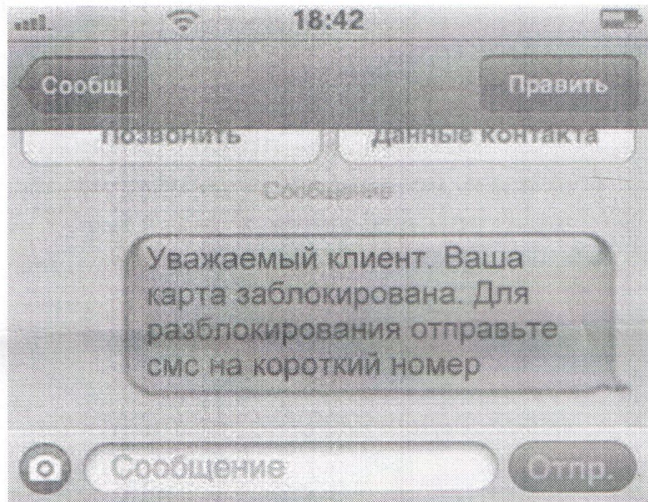 18:42
Сообщ.
Править
Позвонить
Данные контакта
Сообщение
Уважаемый клиент. Ваша
карта заблокирована. Для
разблокирования отправьте
смс на короткий номер
Сообщение
Отпр.